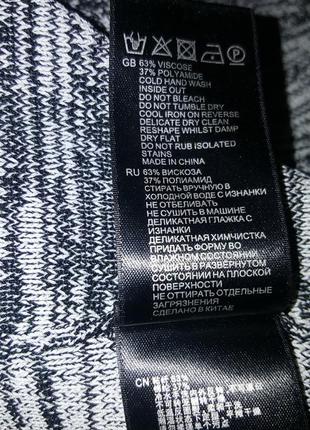 GB 63% VISCOSE
37% POLYAMIDE
COLD HAND WASH
INSIDE OUT
DO NOT BLEACH
DO NOT TUMBLE DRY
COOL IRON ON REVERSE
DELICATE DRY CLEAN
RESHAPE WHILST DAMP
DRY FLAT
DO NOT RUB ISOLATED
STAINS
MADE IN CHINA
RU 63% ВИСКОЗА
37% ПОЛИАМИД
СТИРАТЬ ВРУЧНУЮ В
ХОЛОДНОЙ ВОДЕ С ИЗНАНКИ
НЕ ОТБЕЛИВАТЬ
НЕ СУШИТЬ В МАШИНЕ
ДЕЛИКАТНАЯ ГЛАЖКА С
ИЗНАНКИ
ДЕЛИКАТНАЯ ХИМЧИСТКА
ПРИДАТЬ ФОРМУ ВО
ВЛАЖНОМ СОСТОЯНИИ
СУШИТЬ В РАЗВЕРНУТОМ
СОСТОЯНИИ НА ПЛОСКОЙ
ПОВЕРХНОСТИ
НЕ ОТТИРАТЬ ОТДЕЛЬНЫЕ
ЗАГРЯЗНЕНИЯ
СДЕЛАНО В КИТАЕ
CN